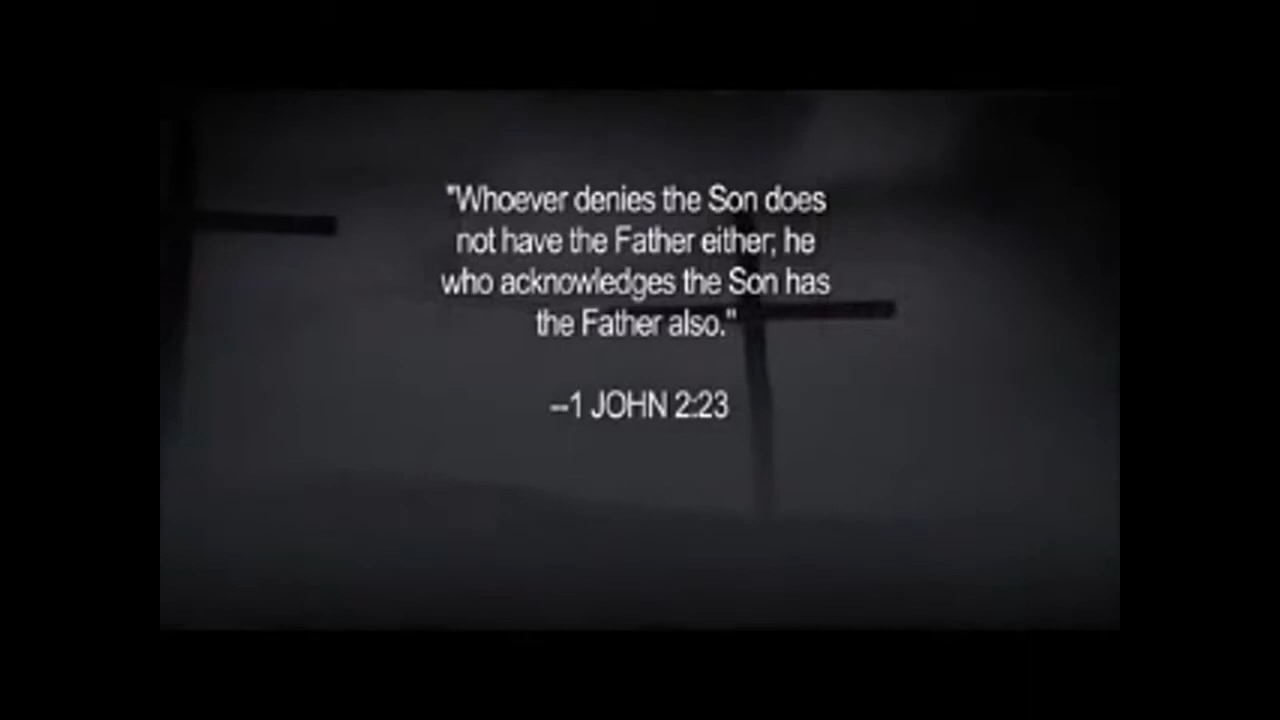 "Whoever denies the Son does
not have the Father either; he
who acknowledges the Son has
the Father also."
--1 JOHN 2:23